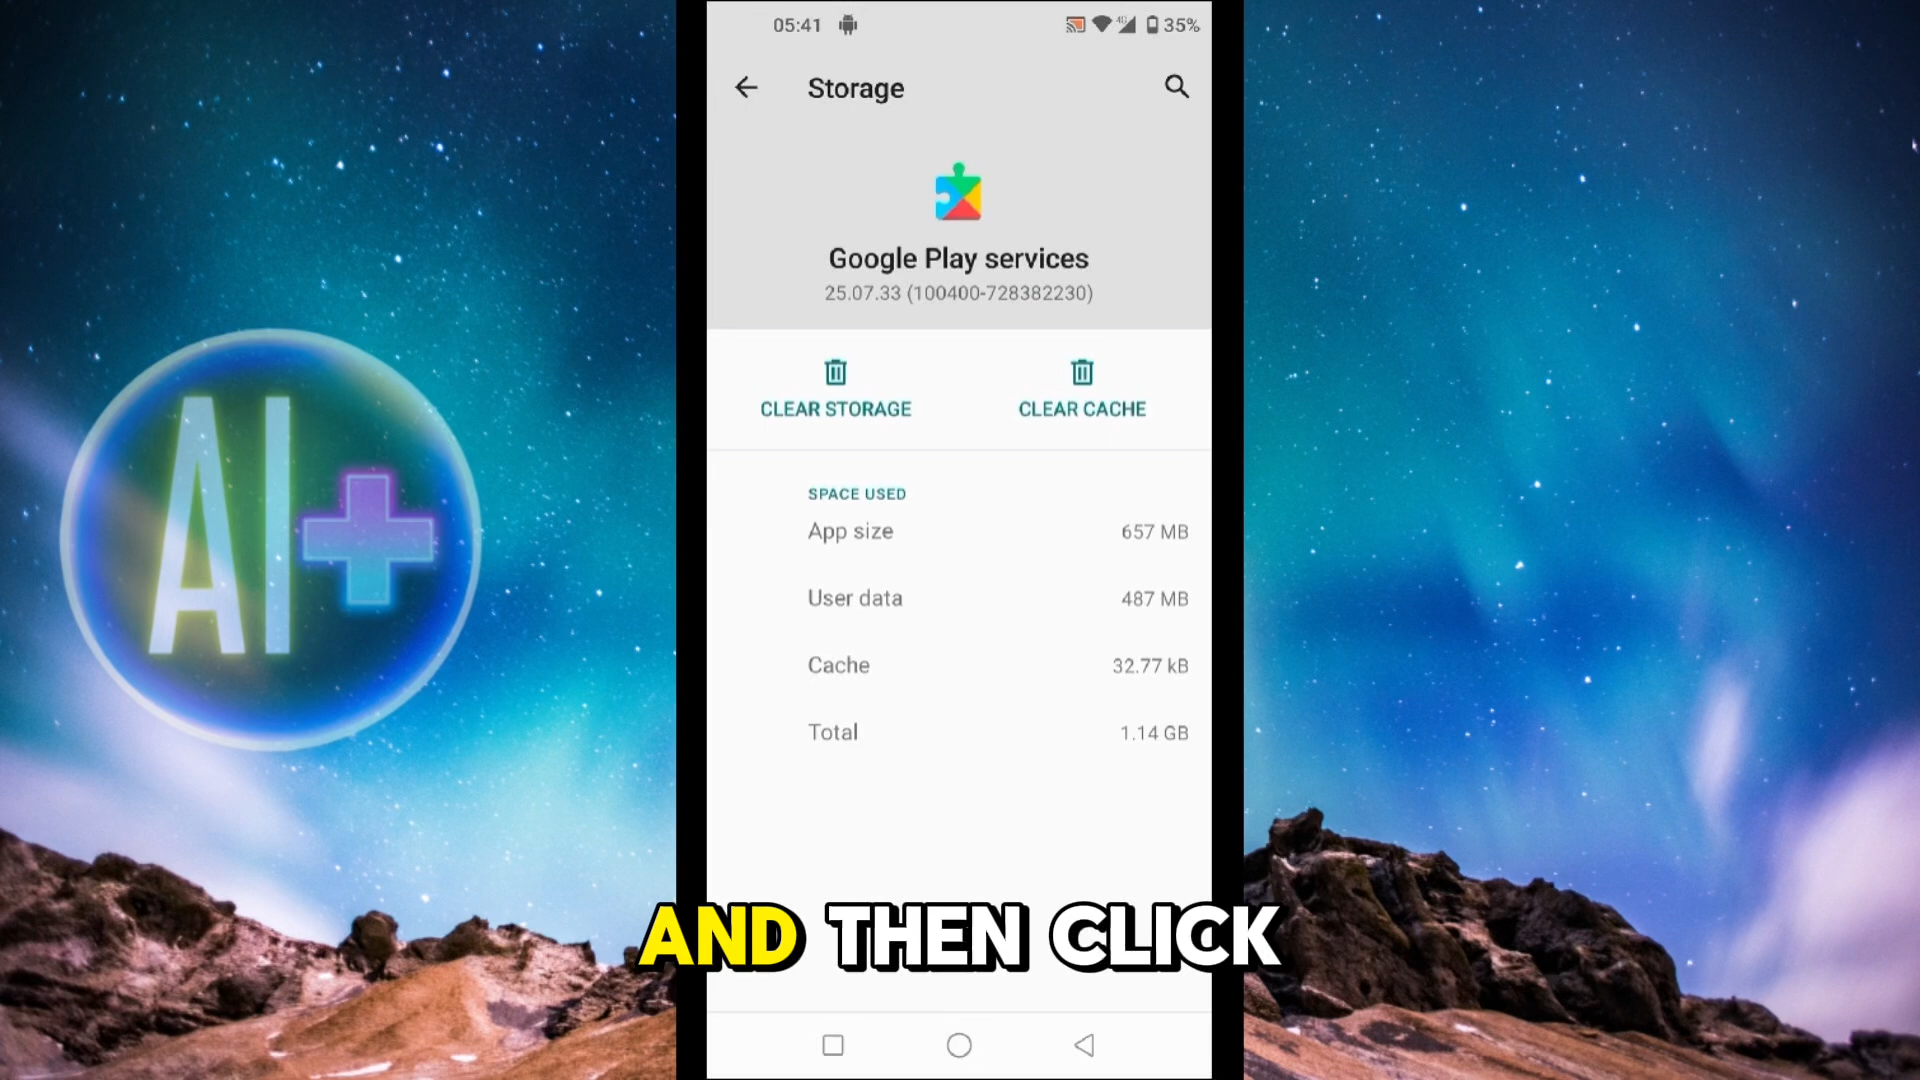 05:41
4G
35%
Storage
Google Play services
25.07.33 (100400-728382230)
CLEAR STORAGE
CLEAR CACHE
SPACE USED
App size 657 MB
User data 487 MB
Cache 32.77 kB
Total 1.14 GB
AI+
AND THEN CLICK